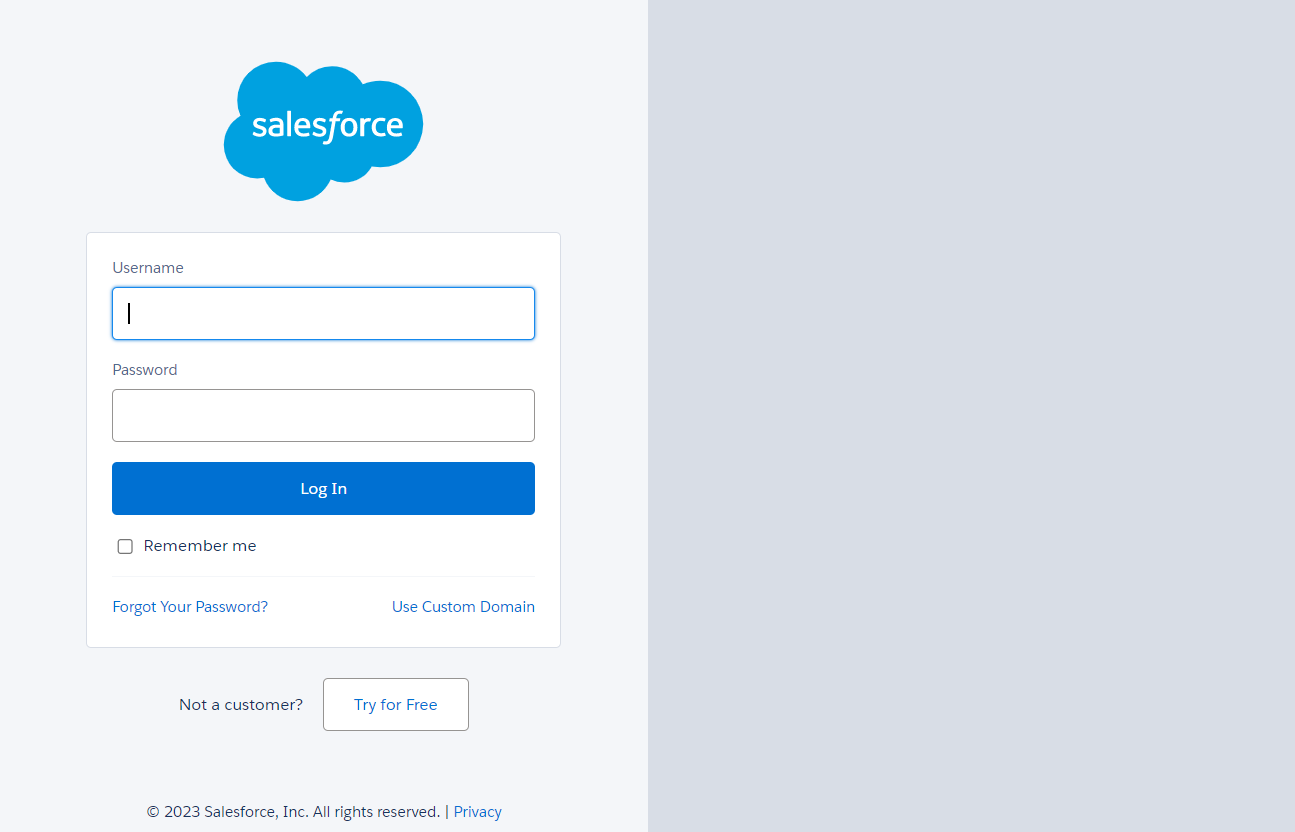 salesforce
Username
Password
Log In
Remember me
Forgot Your Password? Use Custom Domain
Not a customer? Try for Free
© 2023 Salesforce, Inc. All rights reserved. | Privacy